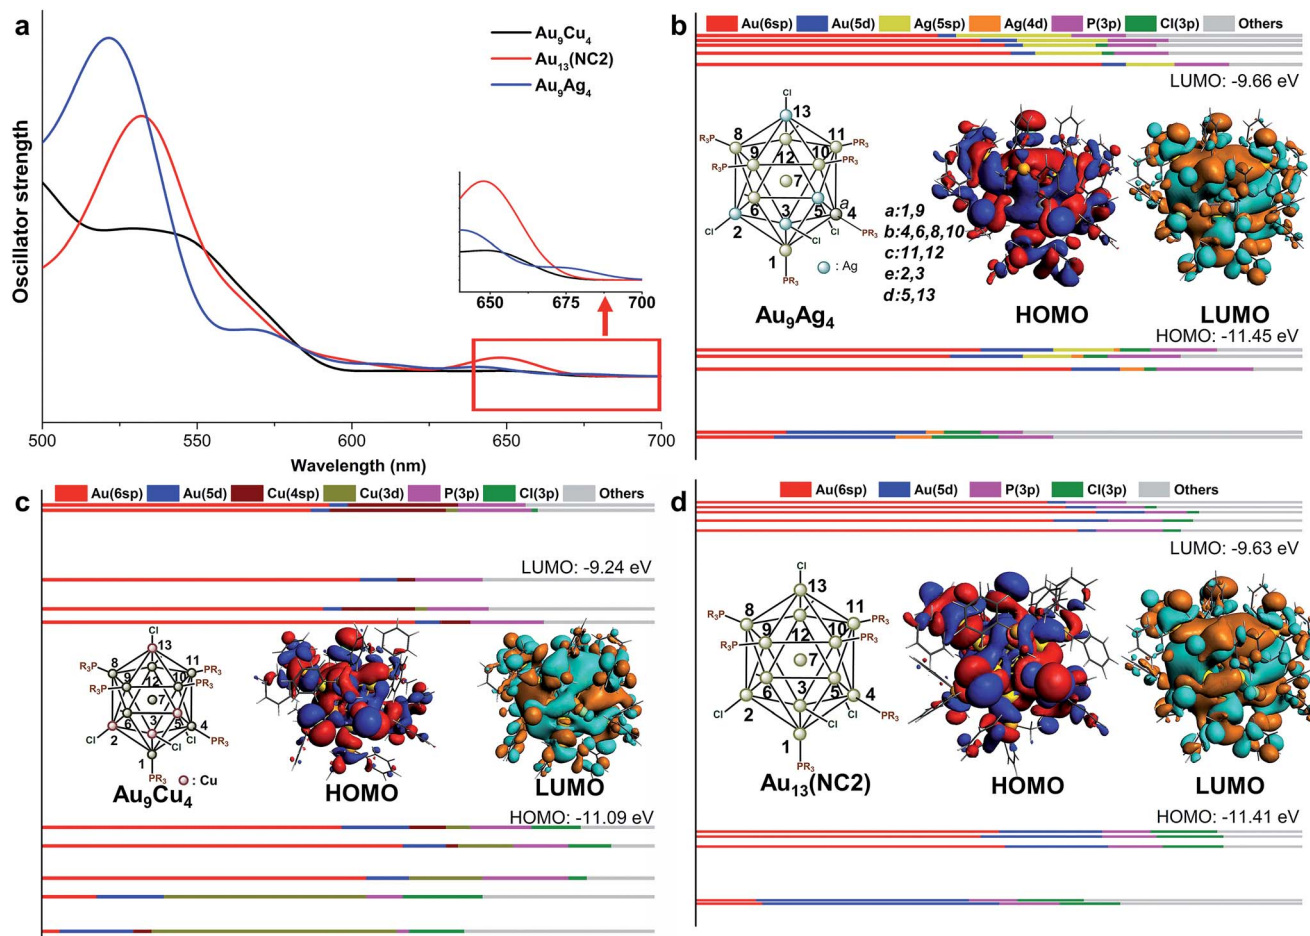 a
Au₉Cu₄
Au₁₃(NC2)
Au₉Ag₄
Oscillator strength
650 675 700
500 550 600 650 700
Wavelength (nm)
b
Au(6sp) Au(5d) Ag(5sp) Ag(4d) P(3p) Cl(3p) Others
LUMO: -9.66 eV
Cl
13
8 11
R₃P PR₃
9 12 10
R₃P PR₃
7
6 3 5 a
4
2
Cl Cl PR₃
1
PR₃
: Ag
a:1,9
b:4,6,8,10
c:11,12
e:2,3
d:5,13
Au₉Ag₄
HOMO
LUMO
HOMO: -11.45 eV
c
Au(6sp) Au(5d) Cu(4sp) Cu(3d) P(3p) Cl(3p) Others
LUMO: -9.24 eV
Cl
13
8 11
R₃P PR₃
9 12 10
R₃P PR₃
7
6 3 5 4
2
Cl Cl PR₃
1
PR₃
: Cu
Au₉Cu₄
HOMO
LUMO
HOMO: -11.09 eV
d
Au(6sp) Au(5d) P(3p) Cl(3p) Others
LUMO: -9.63 eV
Cl
13
8 11
R₃P PR₃
9 12 10
R₃P PR₃
7
6 3 5 4
2
Cl Cl Cl PR₃
1
PR₃
Au₁₃(NC2)
HOMO
LUMO
HOMO: -11.41 eV